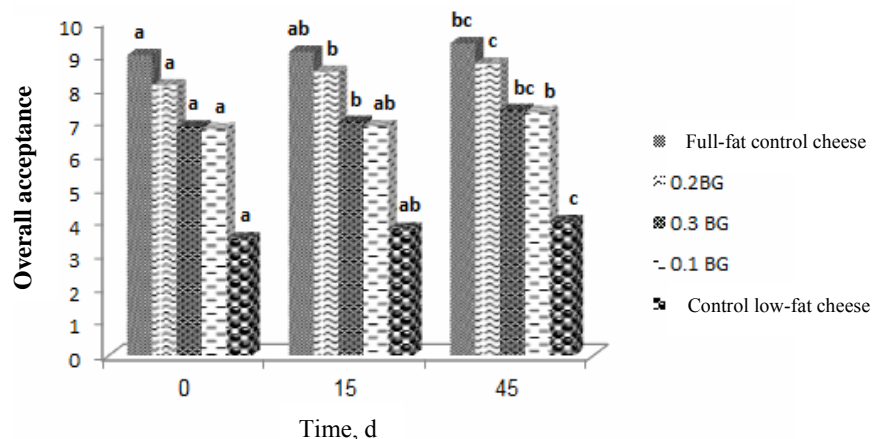 Overall acceptance
10
9
8
7
6
5
4
3
2
1
0
a
a
a
a
a
ab
b
b
ab
ab
bc
c
bc
b
c
0
15
45
Time, d
Full-fat control cheese
0.2BG
0.3 BG
0.1 BG
Control low-fat cheese